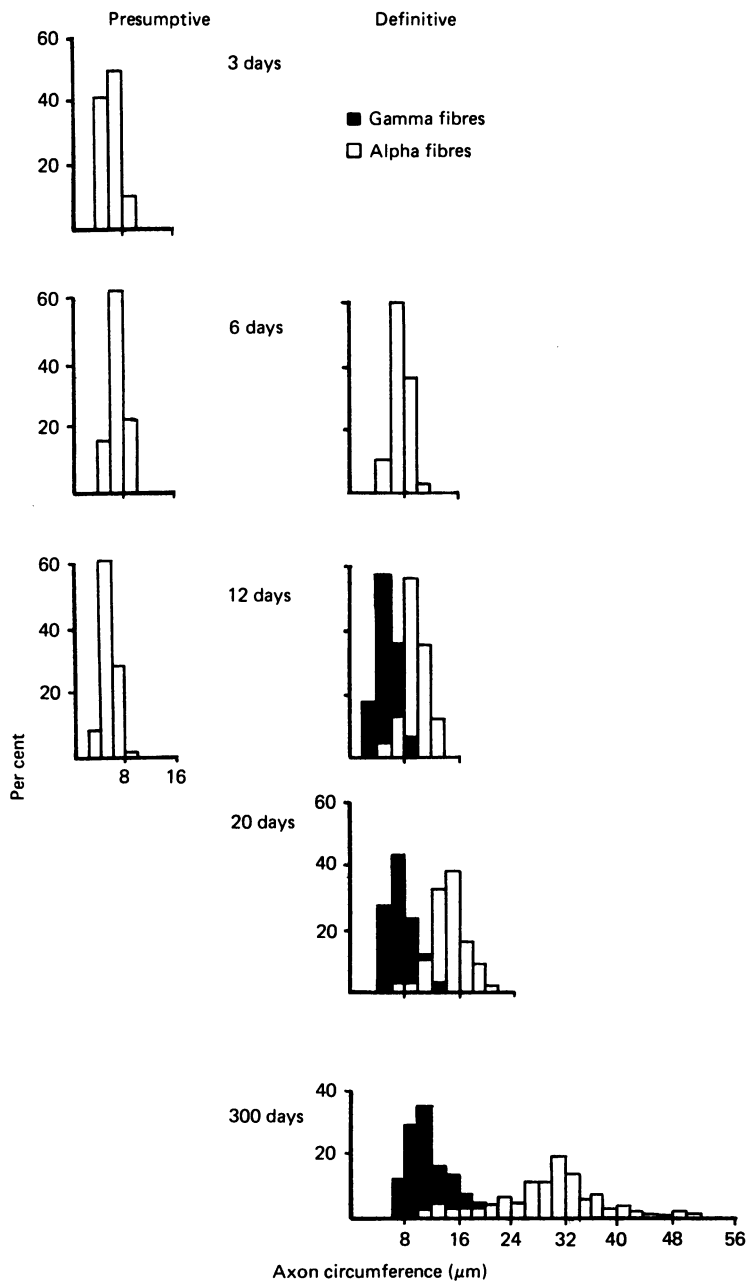 Presumptive Definitive
60
3 days
40
20
■ Gamma fibres
□ Alpha fibres
60
6 days
40
20
60
12 days
40
20
8 16
Per cent
60
20 days
40
20
40
300 days
20
8 16 24 32 40 48 56
Axon circumference (μm)